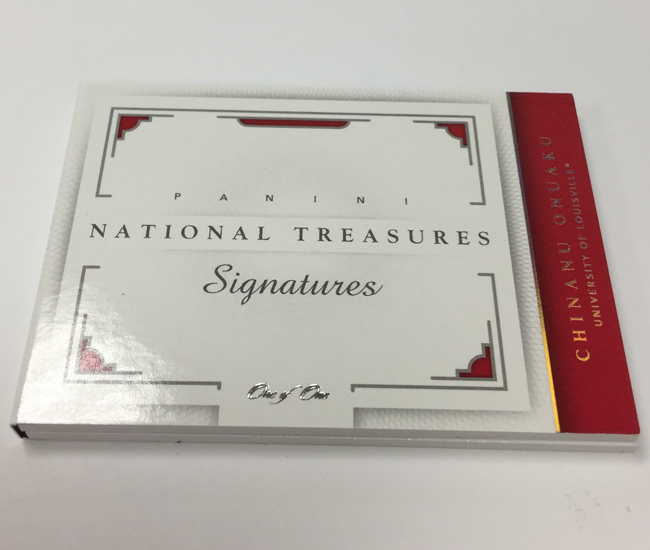 PANINI
NATIONAL TREASURES
Signatures
One of One
CHINANU ONUAKU
UNIVERSITY OF LOUISVILLE®